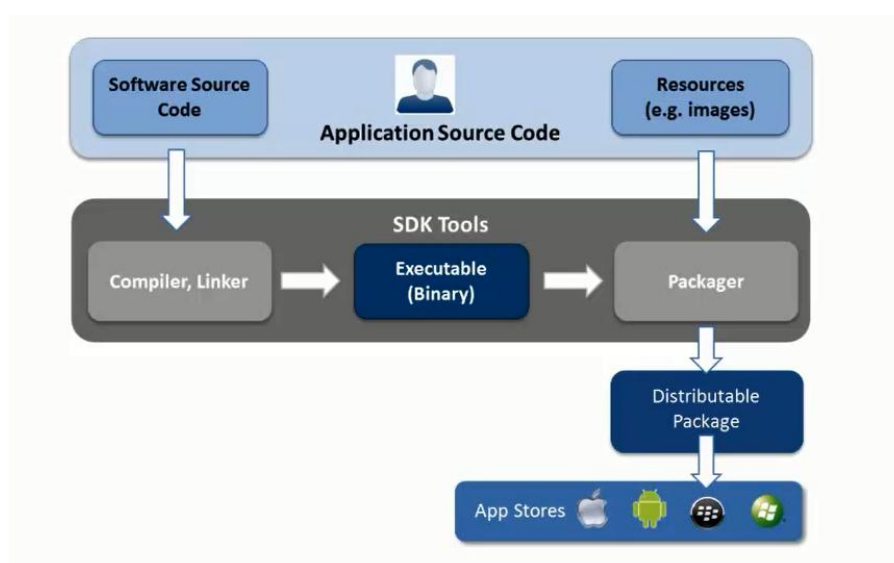 Software Source
Code
Resources
(e.g. images)
Application Source Code
SDK Tools
Compiler, Linker
Executable
(Binary)
Packager
Distributable
Package
App Stores